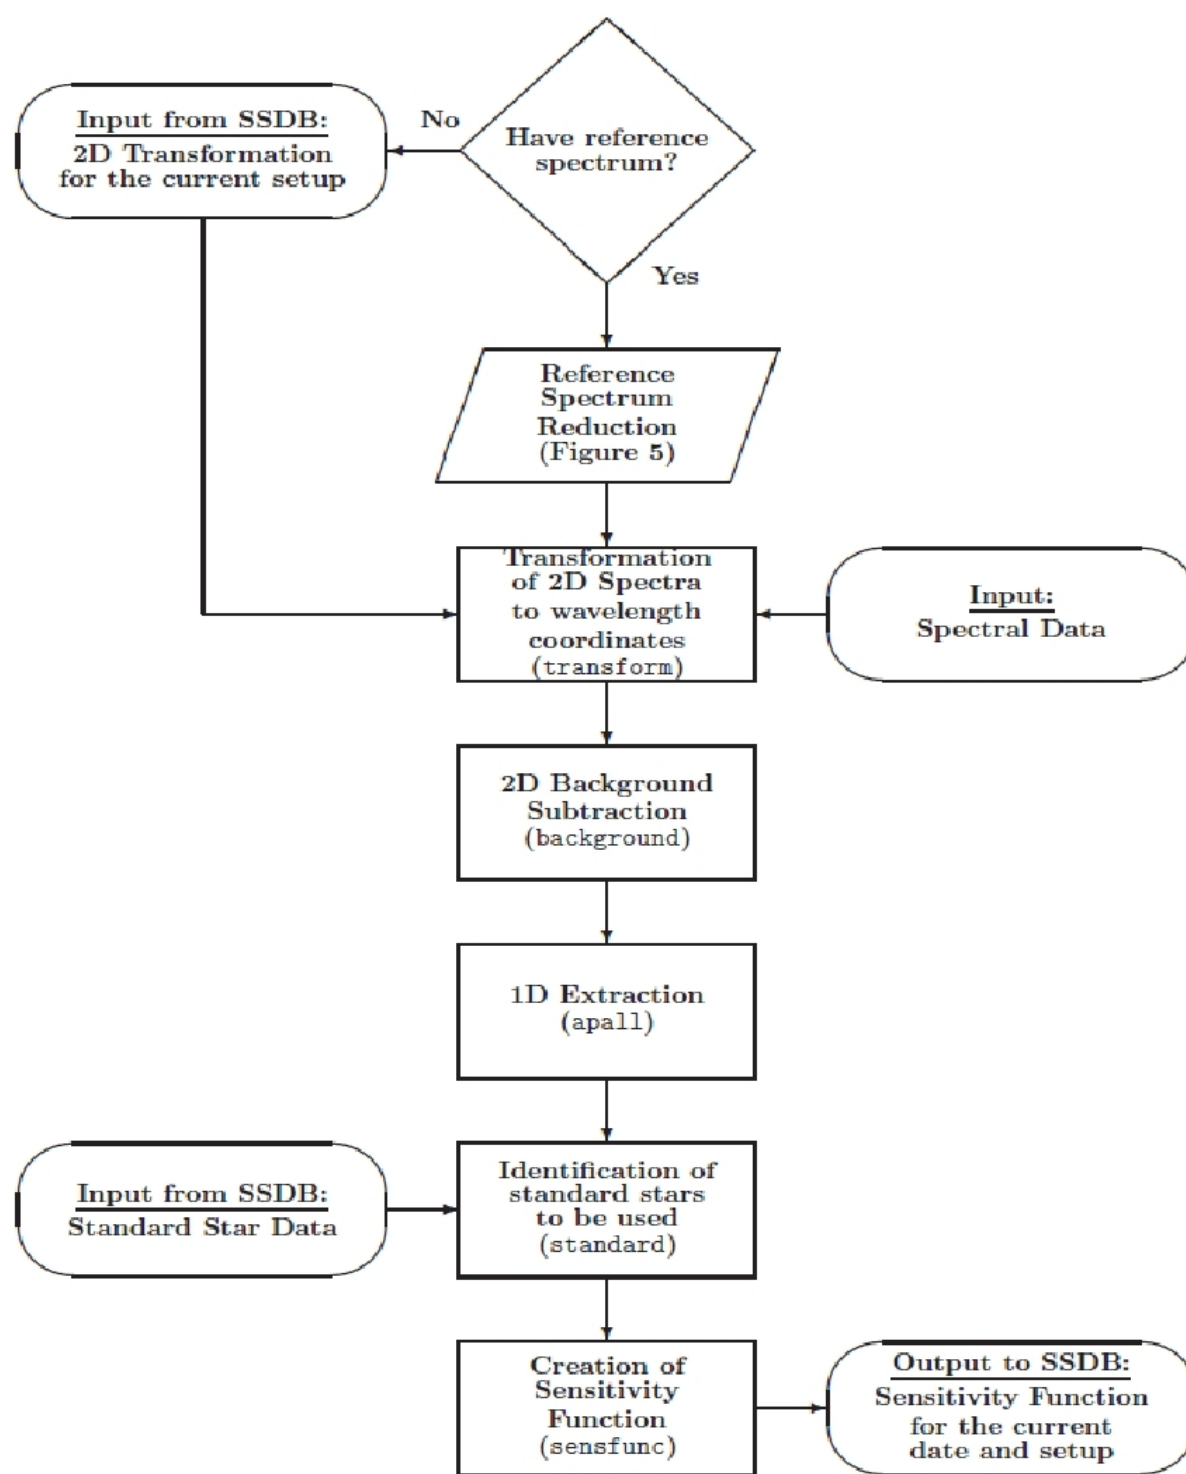 Have reference
spectrum?
No
Input from SSDB:
2D Transformation
for the current setup
Yes
Reference
Spectrum
Reduction
(Figure 5)
Transformation
of 2D Spectra
to wavelength
coordinates
(transform)
Input:
Spectral Data
2D Background
Subtraction
(background)
1D Extraction
(apall)
Input from SSDB:
Standard Star Data
Identification of
standard stars
to be used
(standard)
Creation of
Sensitivity
Function
(sensfunc)
Output to SSDB:
Sensitivity Function
for the current
date and setup